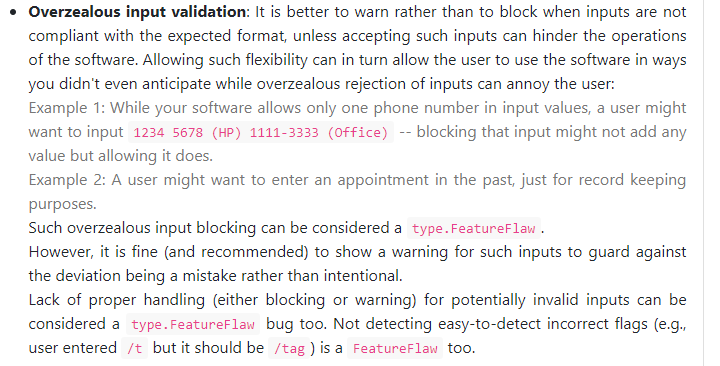 • Overzealous input validation: It is better to warn rather than to block when inputs are not
compliant with the expected format, unless accepting such inputs can hinder the operations
of the software. Allowing such flexibility can in turn allow the user to use the software in ways
you didn't even anticipate while overzealous rejection of inputs can annoy the user:
Example 1: While your software allows only one phone number in input values, a user might
want to input 1234 5678 (HP) 1111-3333 (Office) -- blocking that input might not add any
value but allowing it does.
Example 2: A user might want to enter an appointment in the past, just for record keeping
purposes.
Such overzealous input blocking can be considered a type.FeatureFlaw.
However, it is fine (and recommended) to show a warning for such inputs to guard against
the deviation being a mistake rather than intentional.
Lack of proper handling (either blocking or warning) for potentially invalid inputs can be
considered a type.FeatureFlaw bug too. Not detecting easy-to-detect incorrect flags (e.g.,
user entered /t but it should be /tag) is a FeatureFlaw too.